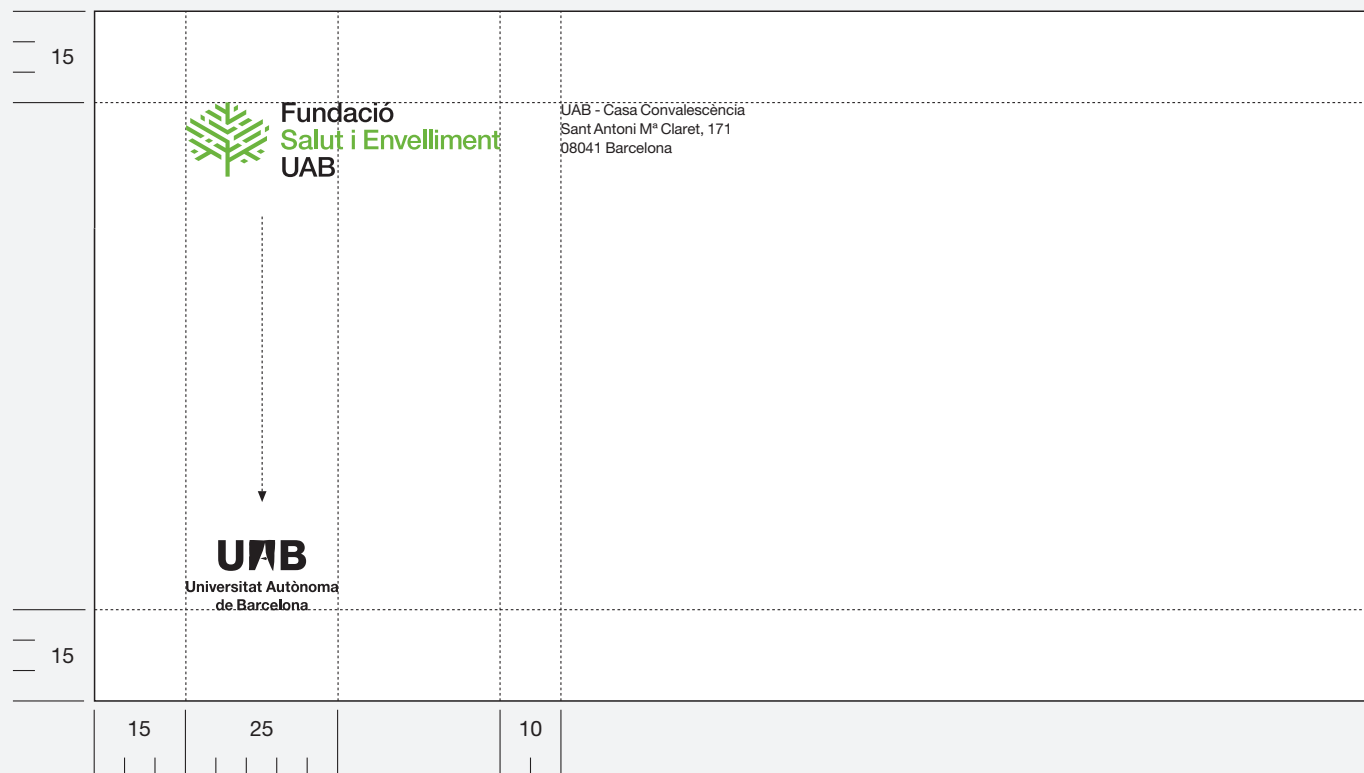 15
Fundació
Salut i Envelliment
UAB
UAB - Casa Convalescència
Sant Antoni Mª Claret, 171
08041 Barcelona
UAB
Universitat Autònoma
de Barcelona
15
15
25
10